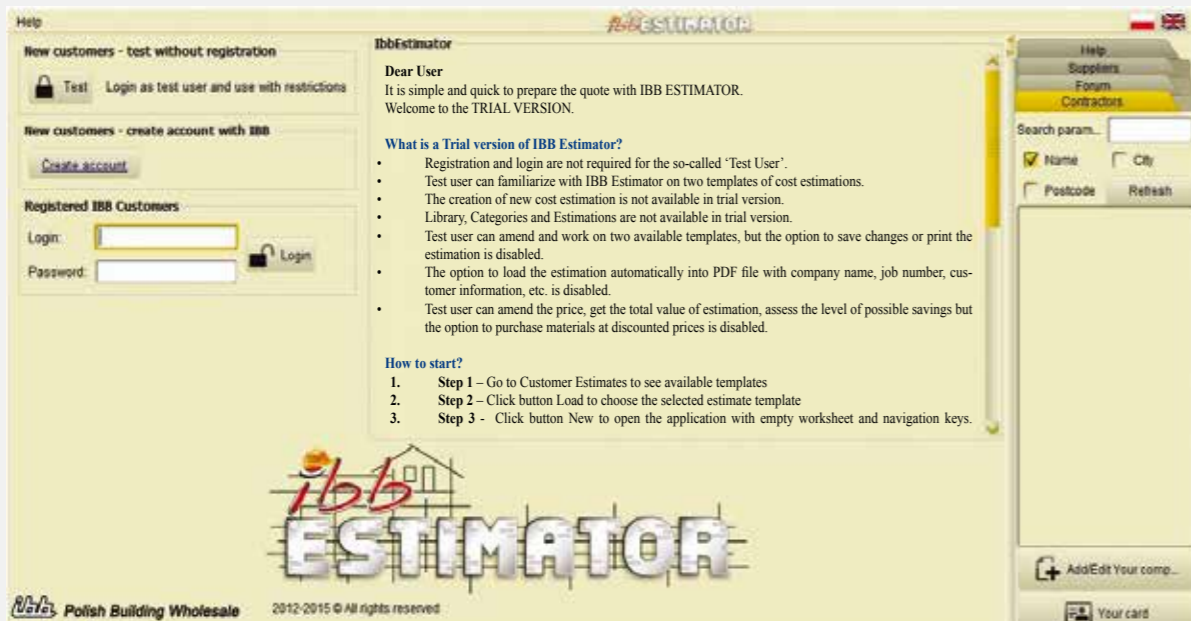 Help
ibb ESTIMATOR
New customers - test without registration
Test
Login as test user and use with restrictions
New customers - create account with IBB
Create account
Registered IBB Customers
Login:
Login
Password:
IbbEstimator
Dear User
It is simple and quick to prepare the quote with IBB ESTIMATOR.
Welcome to the TRIAL VERSION.
What is a Trial version of IBB Estimator?
• Registration and login are not required for the so-called ‘Test User’.
• Test user can familiarize with IBB Estimator on two templates of cost estimations.
• The creation of new cost estimation is not available in trial version.
• Library, Categories and Estimations are not available in trial version.
• Test user can amend and work on two available templates, but the option to save changes or print the
estimation is disabled.
• The option to load the estimation automatically into PDF file with company name, job number, cus-
tomer information, etc. is disabled.
• Test user can amend the price, get the total value of estimation, assess the level of possible savings but
the option to purchase materials at discounted prices is disabled.
How to start?
1. Step 1 – Go to Customer Estimates to see available templates
2. Step 2 – Click button Load to choose the selected estimate template
3. Step 3 - Click button New to open the application with empty worksheet and navigation keys.
Help
Suppliers
Forum
Contractors
Search param...
Name
City
Postcode
Refresh
Add/Edit Your comp...
Your card
ibb
ESTIMATOR
ibb Polish Building Wholesale
2012-2015 © All rights reserved